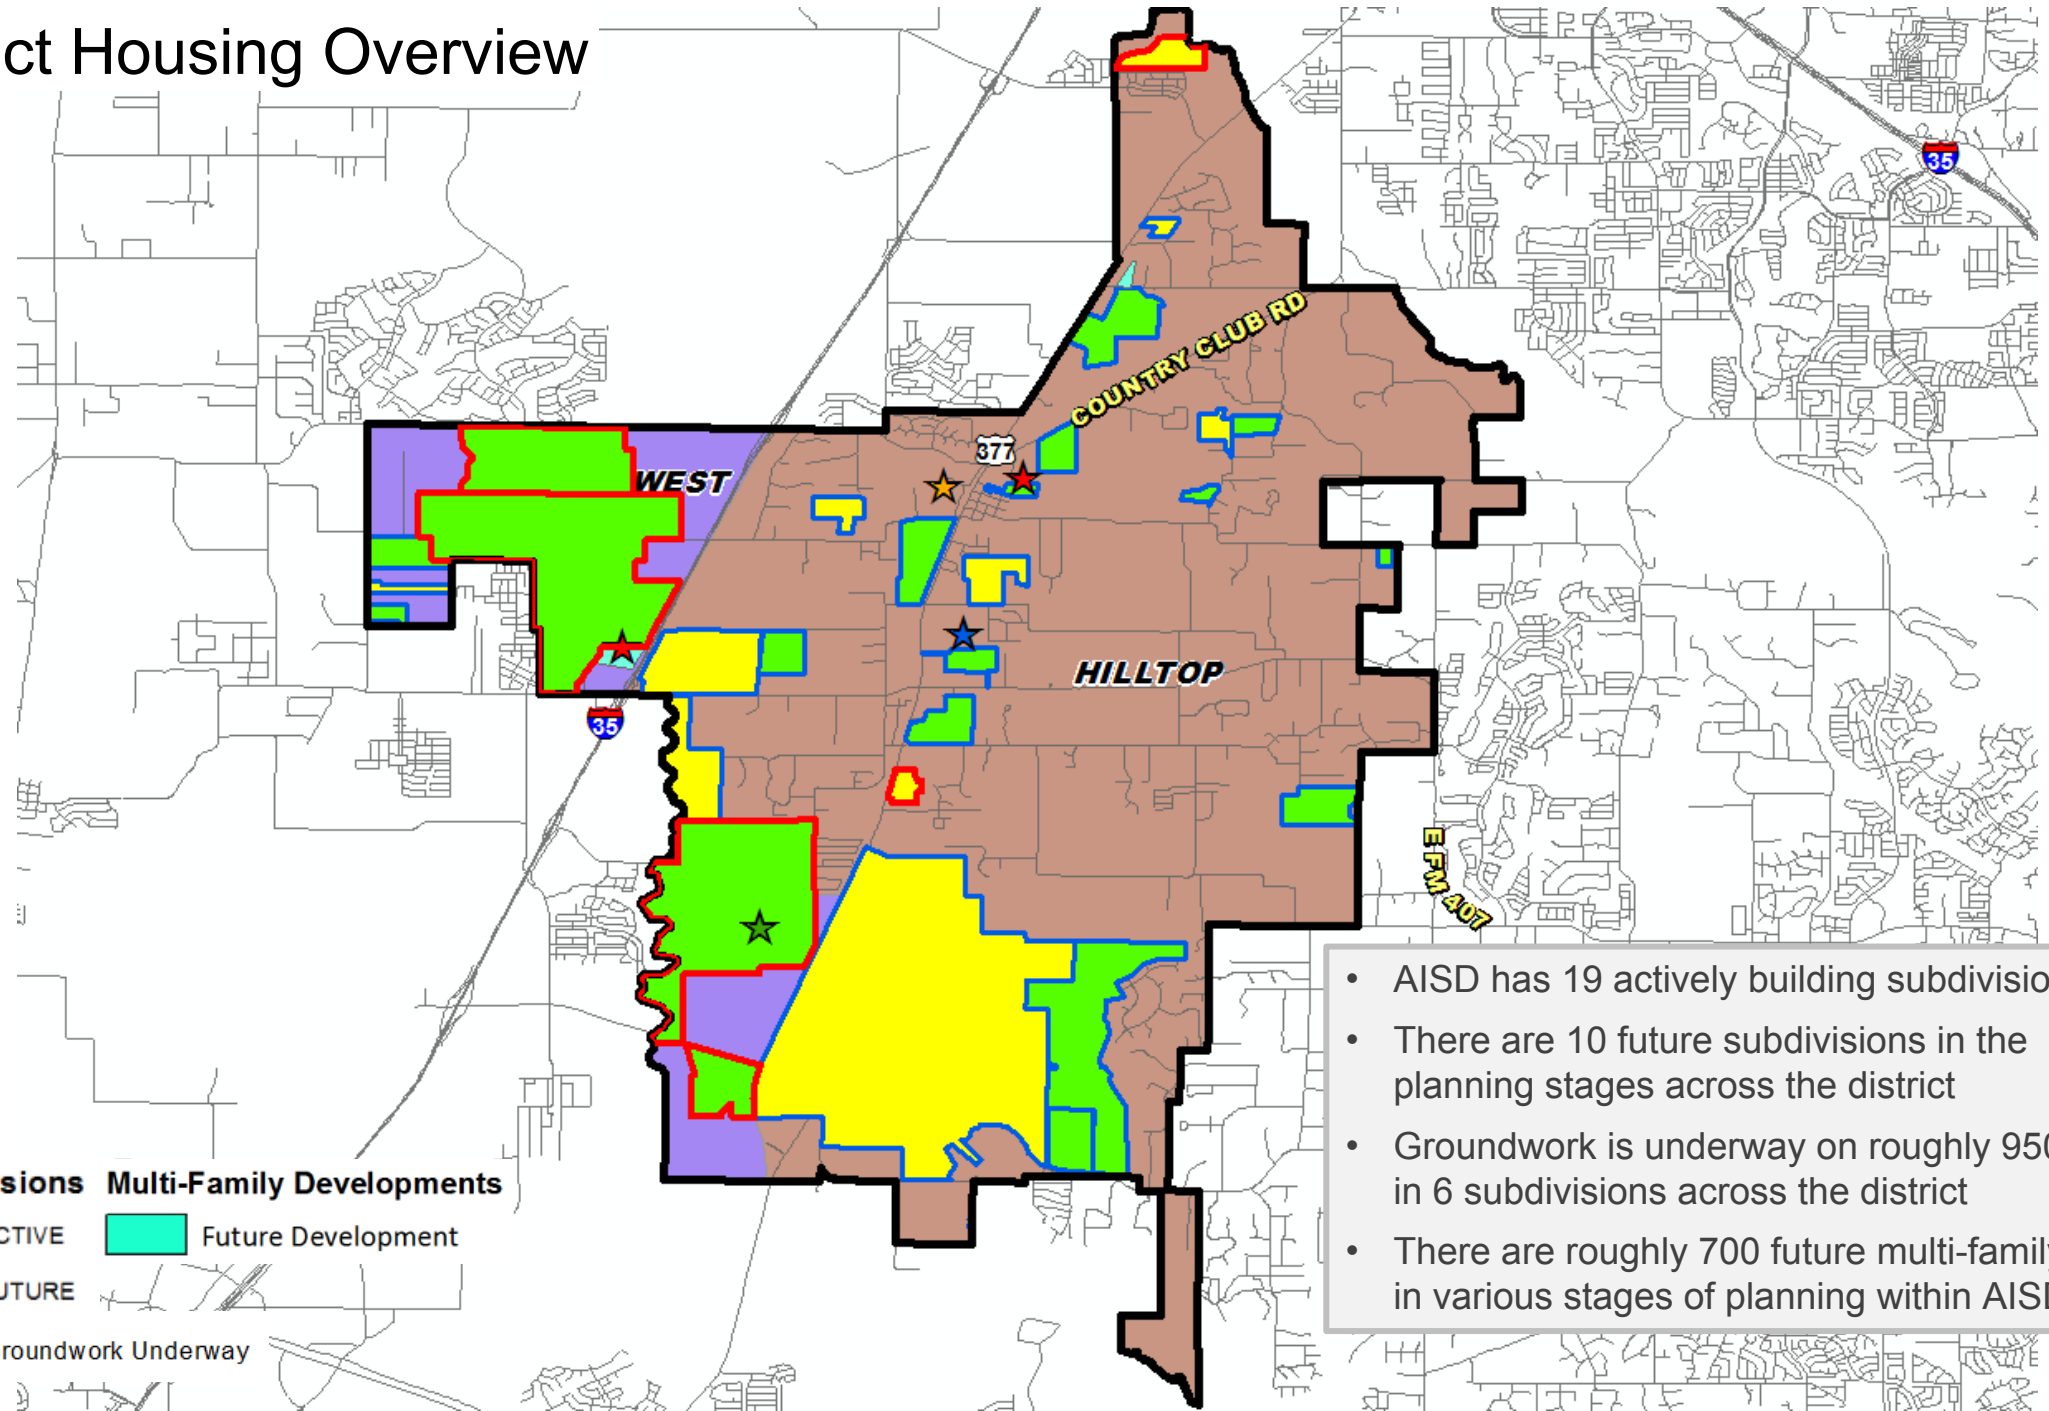 ct Housing Overview
35
COUNTRY CLUB RD
377
WEST
HILLTOP
35
E FM 407
• AISD has 19 actively building subdivisio
• There are 10 future subdivisions in the
planning stages across the district
• Groundwork is underway on roughly 950
in 6 subdivisions across the district
• There are roughly 700 future multi-family
in various stages of planning within AISD
sions Multi-Family Developments
CTIVE Future Development
UTURE
roundwork Underway